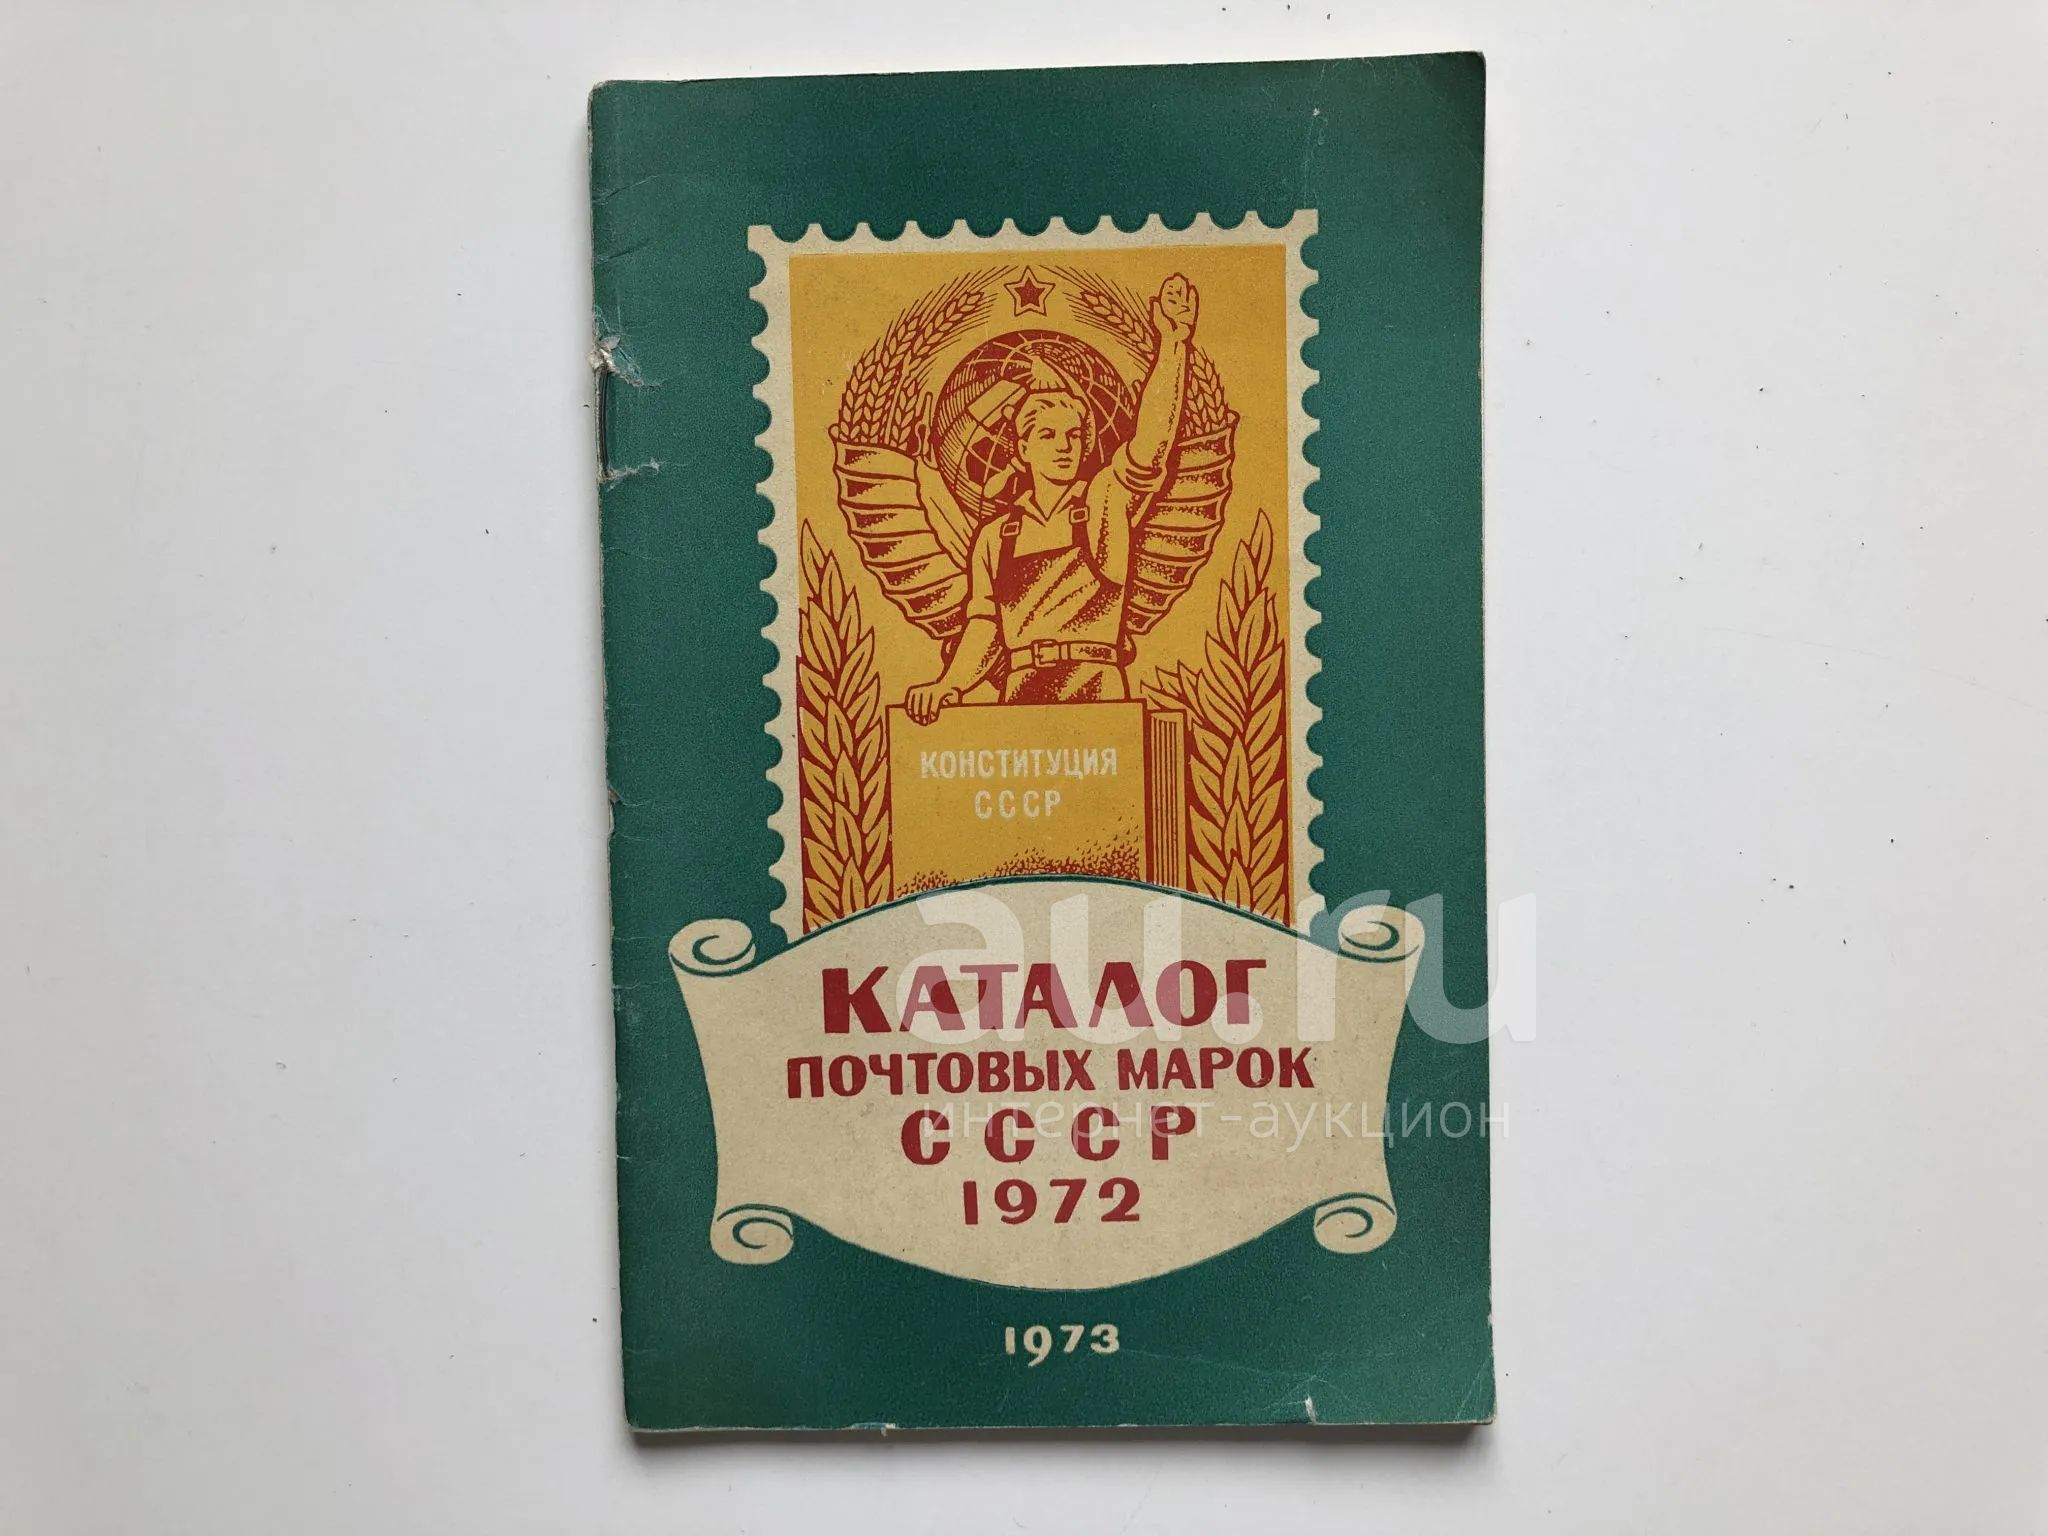 КОНСТИТУЦИЯ
СССР
КАТАЛОГ
ПОЧТОВЫХ МАРОК
СССР
1972
1973
au.ru
интернет-аукцион